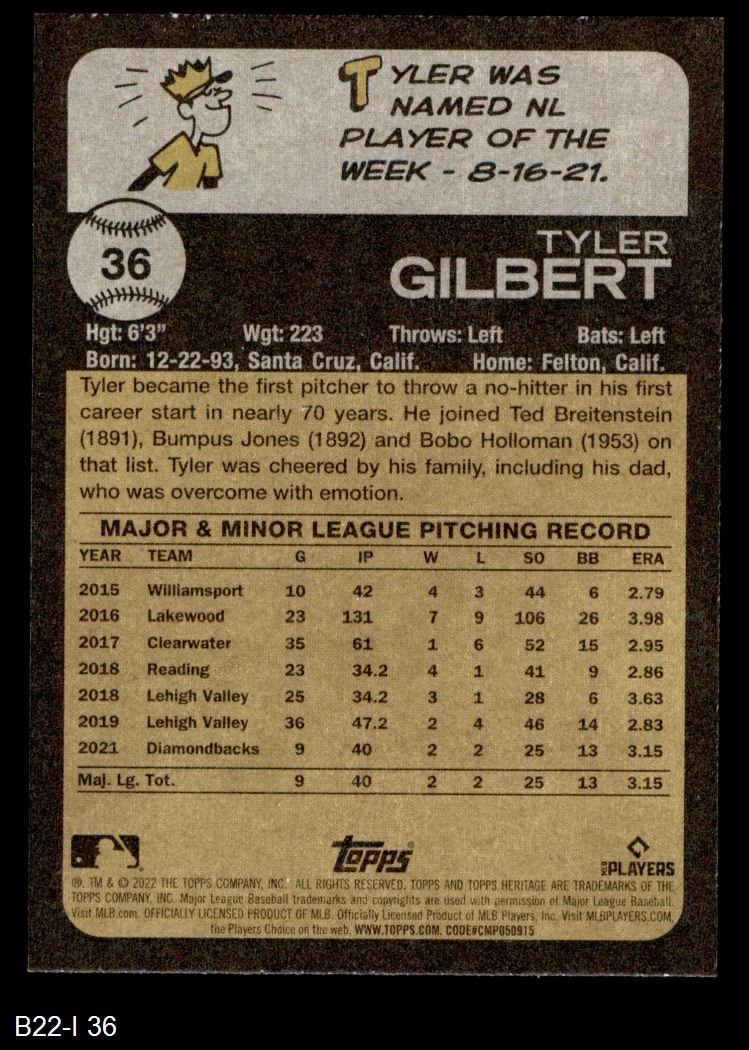 TYLER WAS
NAMED NL
PLAYER OF THE
WEEK - 8-16-21.
36
TYLER
GILBERT
Hgt: 6'3" Wgt: 223 Throws: Left Bats: Left
Born: 12-22-93, Santa Cruz, Calif. Home: Felton, Calif.
Tyler became the first pitcher to throw a no-hitter in his first
career start in nearly 70 years. He joined Ted Breitenstein
(1891), Bumpus Jones (1892) and Bobo Holloman (1953) on
that list. Tyler was cheered by his family, including his dad,
who was overcome with emotion.
MAJOR & MINOR LEAGUE PITCHING RECORD
YEAR TEAM G IP W L SO BB ERA
2015 Williamsport 10 42 4 3 44 6 2.79
2016 Lakewood 23 131 7 9 106 26 3.98
2017 Clearwater 35 61 1 6 52 15 2.95
2018 Reading 23 34.2 4 1 41 9 2.86
2018 Lehigh Valley 25 34.2 3 1 28 6 3.63
2019 Lehigh Valley 36 47.2 2 4 46 14 2.83
2021 Diamondbacks 9 40 2 2 25 13 3.15
Maj. Lg. Tot. 9 40 2 2 25 13 3.15
Topps
MLB PLAYERS
®, TM & © 2022 THE TOPPS COMPANY, INC. ALL RIGHTS RESERVED. TOPPS AND TOPPS HERITAGE ARE TRADEMARKS OF THE
TOPPS COMPANY, INC. Major League Baseball trademarks and copyrights are used with permission of Major League Baseball.
Visit MLB.com. OFFICIALLY LICENSED PRODUCT OF MLB. Officially Licensed Product of MLB Players, Inc. Visit MLBPLAYERS.COM,
the Players Choice on the web. WWW.TOPPS.COM. CODE#CMP050915
B22-I 36